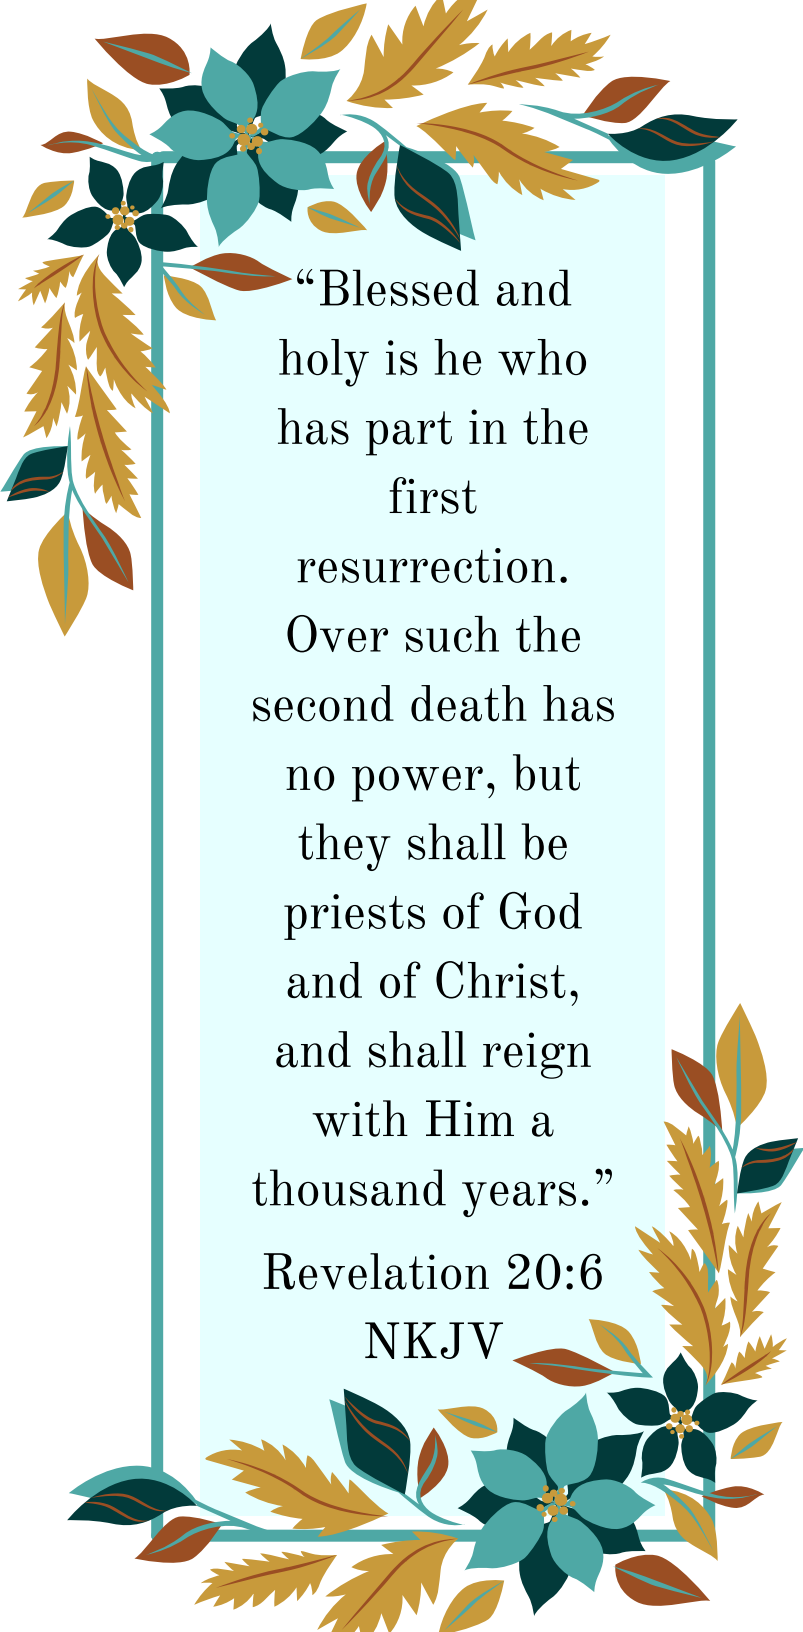 “Blessed and
holy is he who
has part in the
first
resurrection.
Over such the
second death has
no power, but
they shall be
priests of God
and of Christ,
and shall reign
with Him a
thousand years.”
Revelation 20:6
NKJV